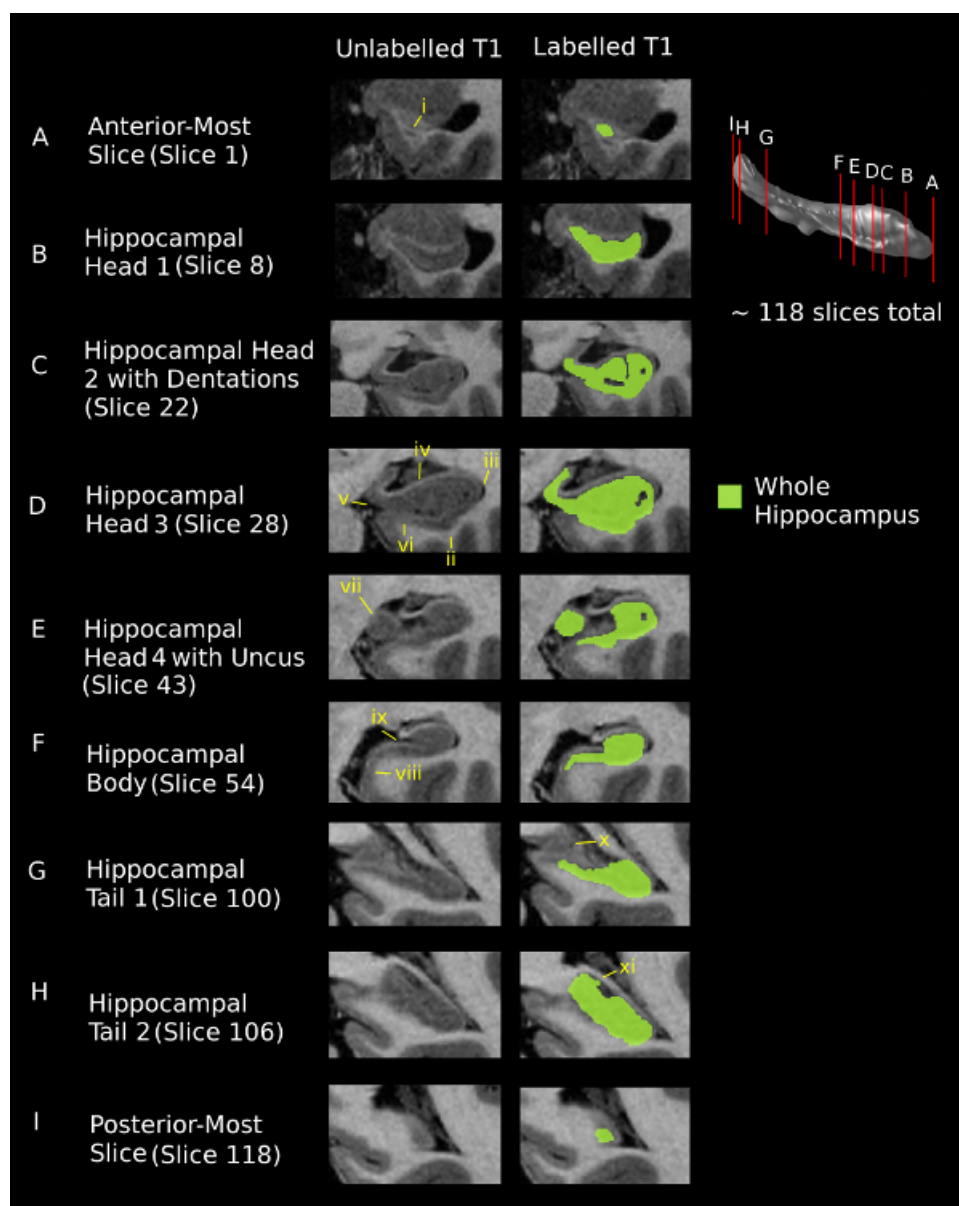 Unlabelled T1
Labelled T1
A
Anterior-Most
Slice (Slice 1)
i
I H G F E D C B A
~ 118 slices total
B
Hippocampal
Head 1 (Slice 8)
C
Hippocampal Head
2 with Dentations
(Slice 22)
D
Hippocampal
Head 3 (Slice 28)
iv
iii
v
vi
ii
Whole
Hippocampus
E
Hippocampal
Head 4 with Uncus
(Slice 43)
vii
F
Hippocampal
Body (Slice 54)
ix
viii
G
Hippocampal
Tail 1 (Slice 100)
x
H
Hippocampal
Tail 2 (Slice 106)
xi
I
Posterior-Most
Slice (Slice 118)